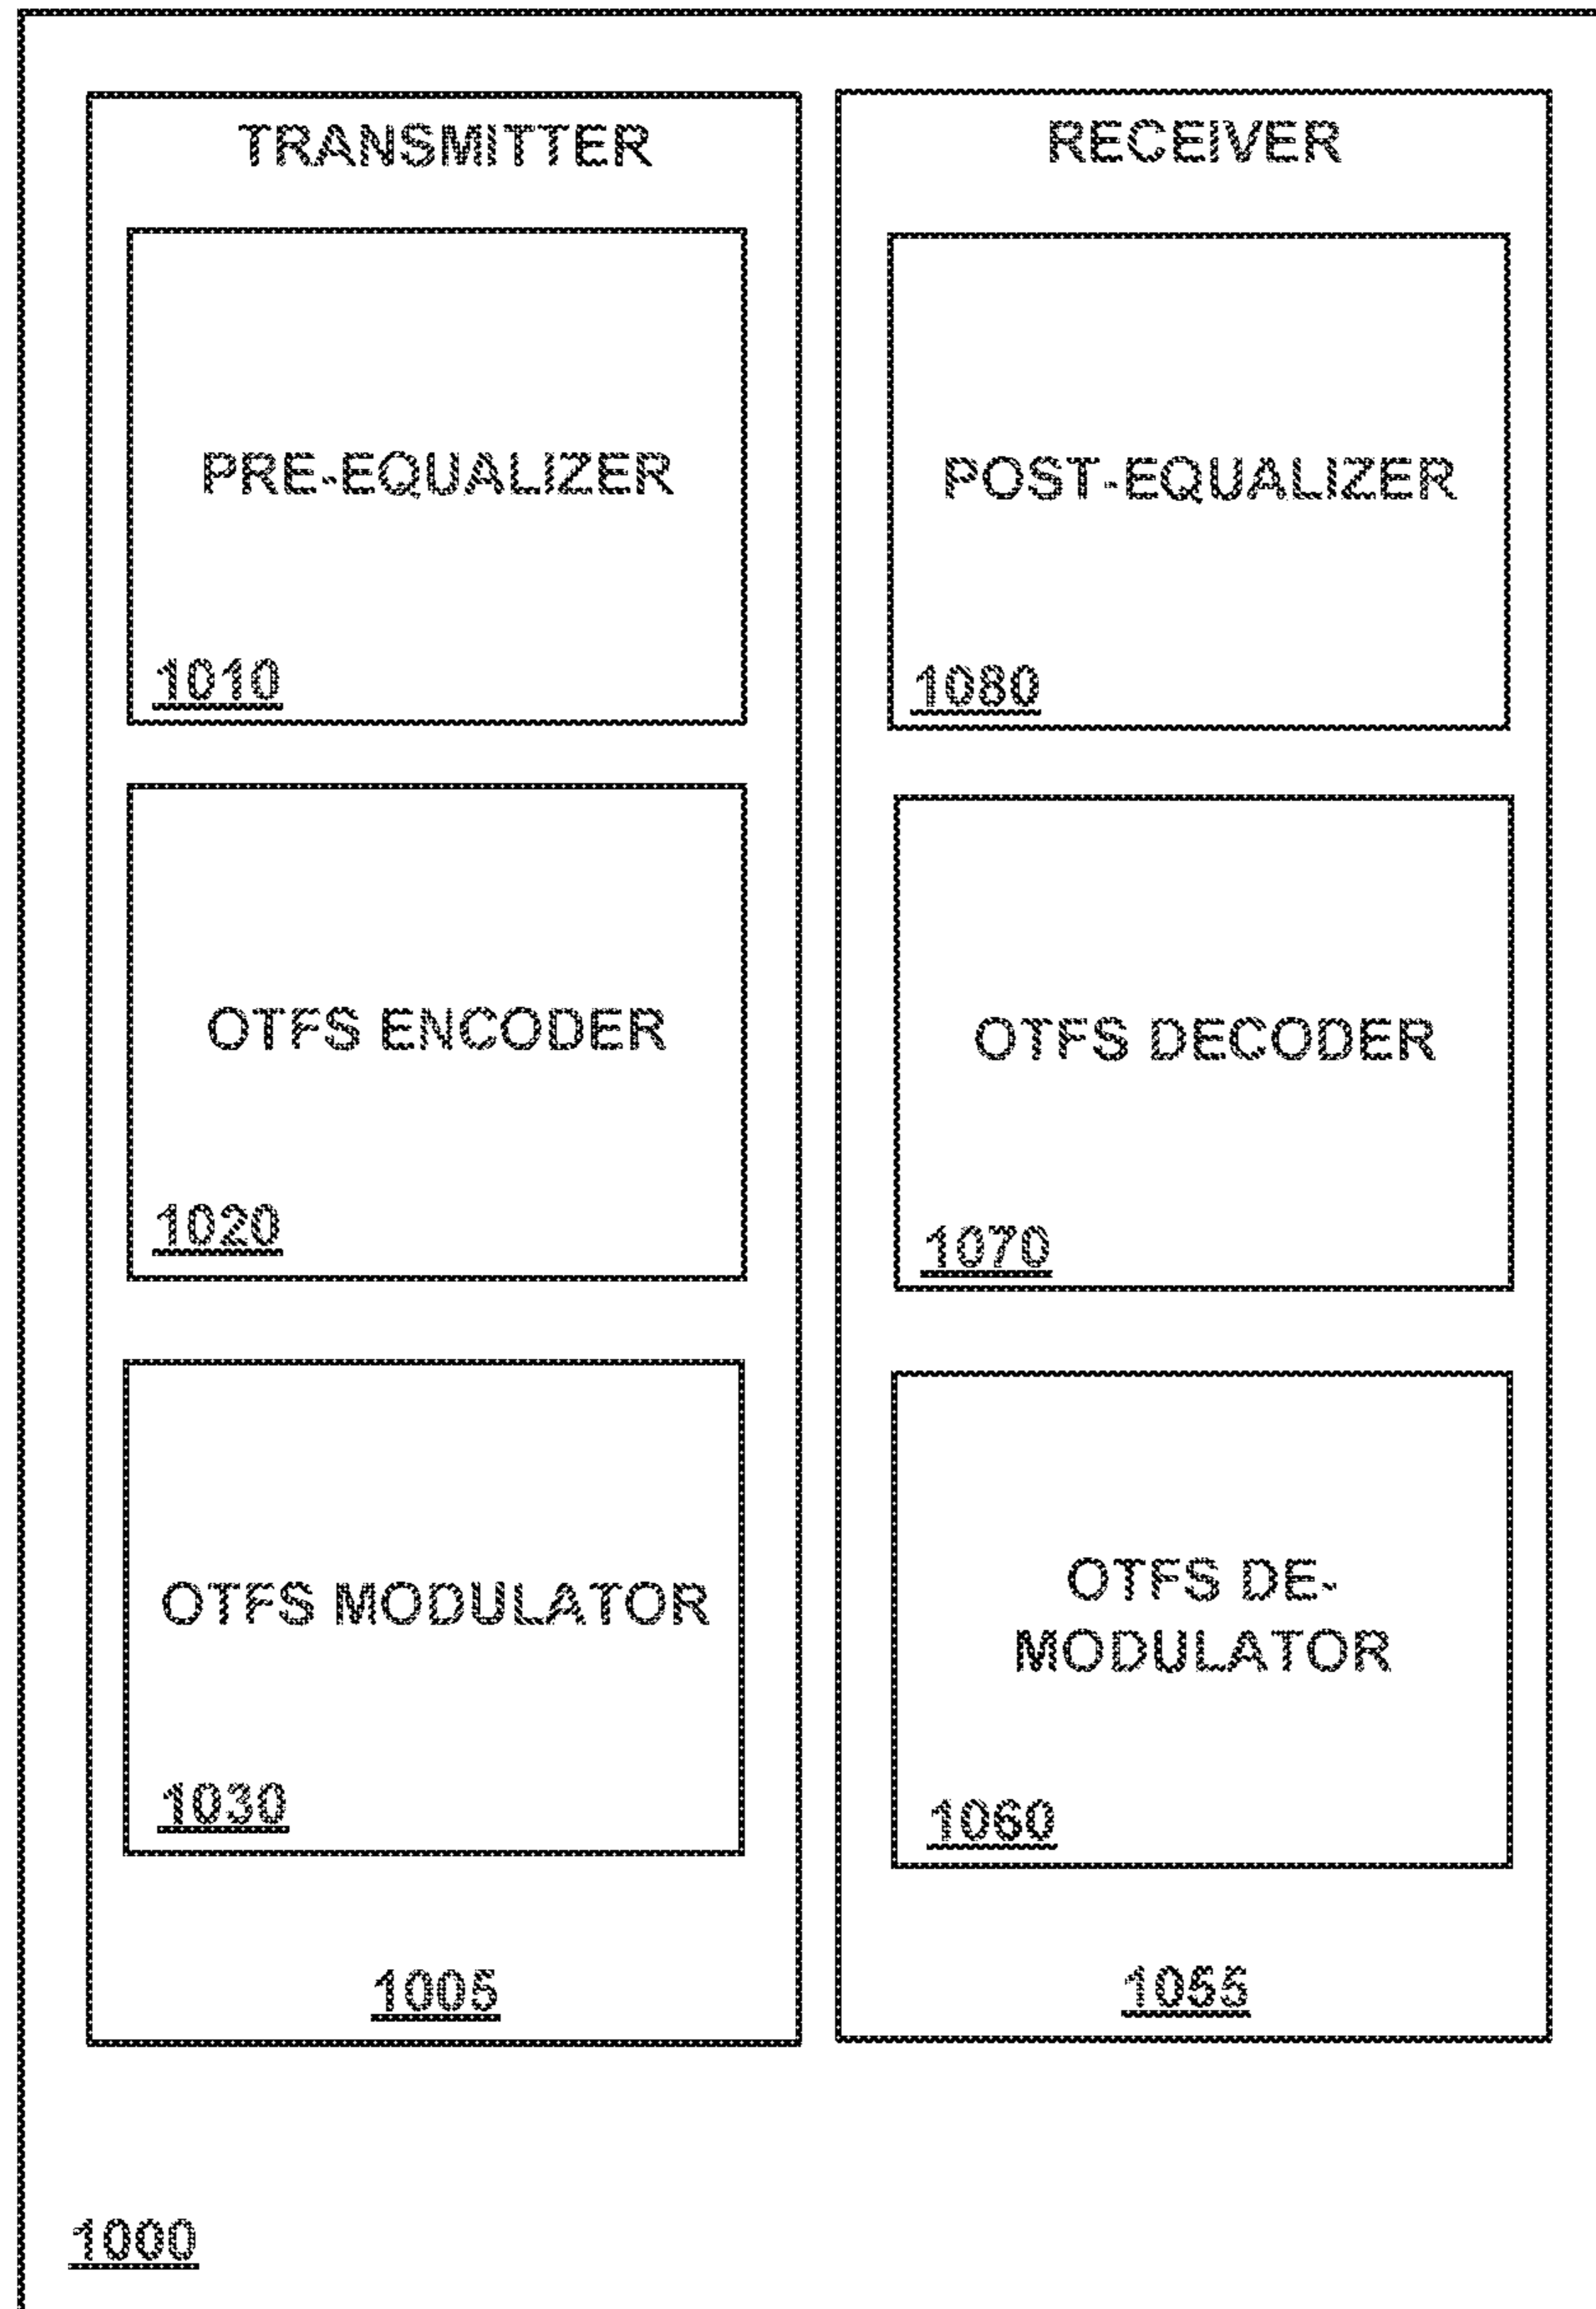 TRANSMITTER
PRE-EQUALIZER
1010
OTFS ENCODER
1020
OTFS MODULATOR
1030
1005
RECEIVER
POST-EQUALIZER
1080
OTFS DECODER
1070
OTFS DE-
MODULATOR
1060
1055
1000